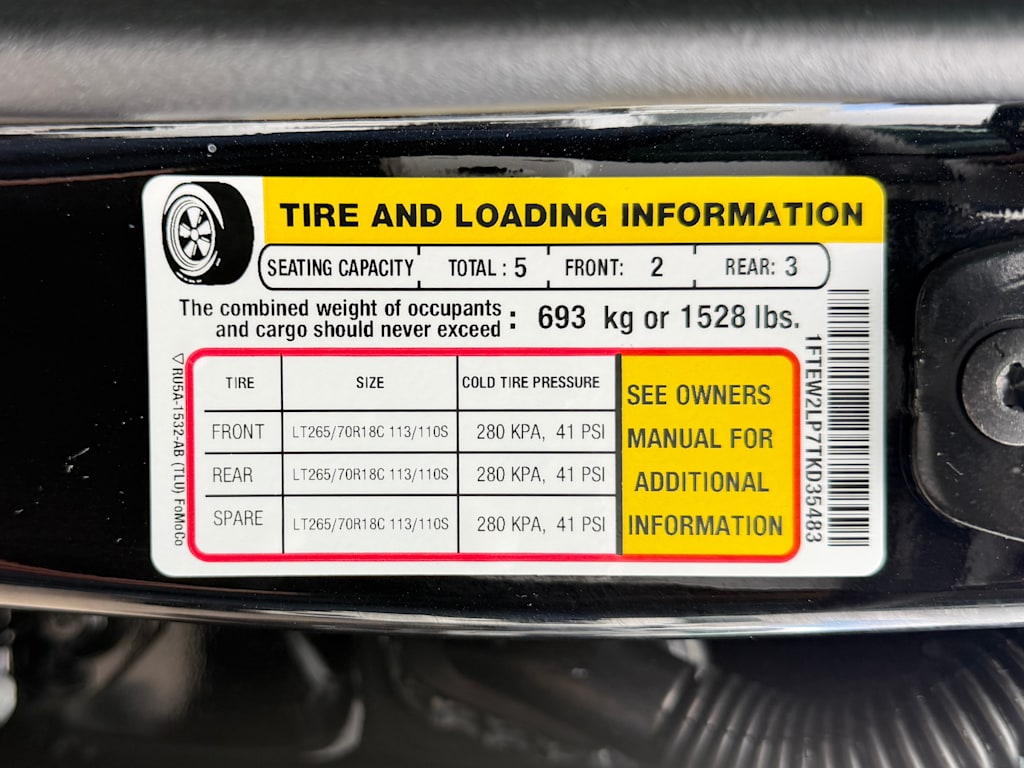 TIRE AND LOADING INFORMATION
SEATING CAPACITY TOTAL : 5 FRONT: 2 REAR: 3
The combined weight of occupants
and cargo should never exceed : 693 kg or 1528 lbs.
TIRE SIZE COLD TIRE PRESSURE
FRONT LT265/70R18C 113/110S 280 KPA, 41 PSI
REAR LT265/70R18C 113/110S 280 KPA, 41 PSI
SPARE LT265/70R18C 113/110S 280 KPA, 41 PSI
SEE OWNERS
MANUAL FOR
ADDITIONAL
INFORMATION
▽RU5A-1532-AB (TLU) FoMoCo
1FTEW2LP7TKD35483